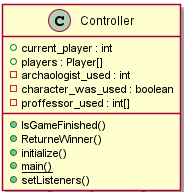 C Controller
current_player : int
players : Player[]
archaologist_used : int
character_was_used : boolean
proffessor_used : int[]
IsGameFinished()
ReturneWinner()
initialize()
main()
setListeners()